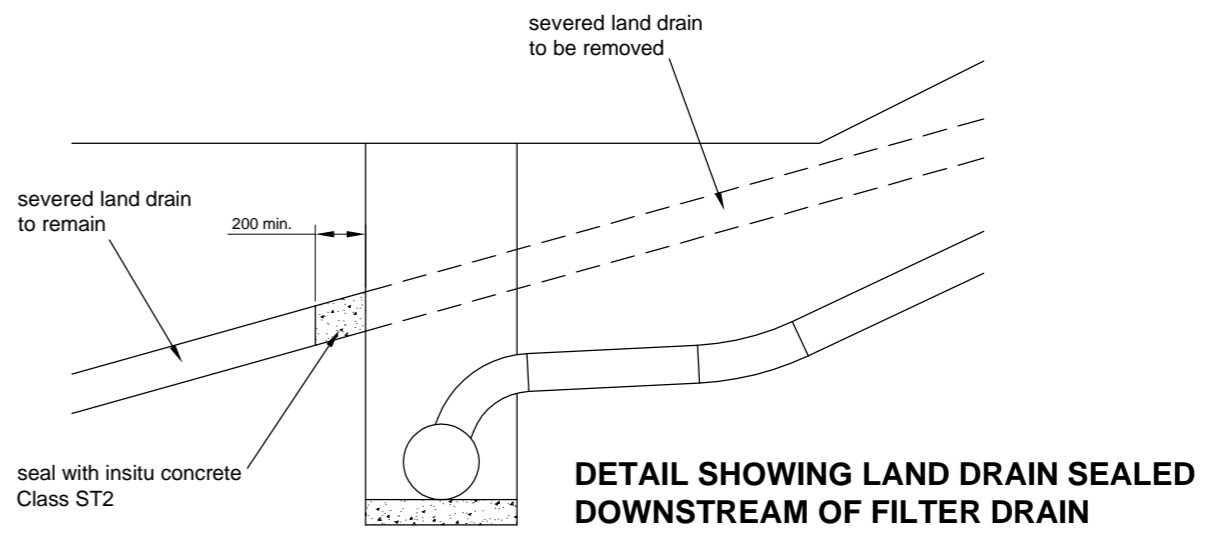 severed land drain
to be removed
severed land drain
to remain
200 min.
seal with insitu concrete
Class ST2
DETAIL SHOWING LAND DRAIN SEALED
DOWNSTREAM OF FILTER DRAIN